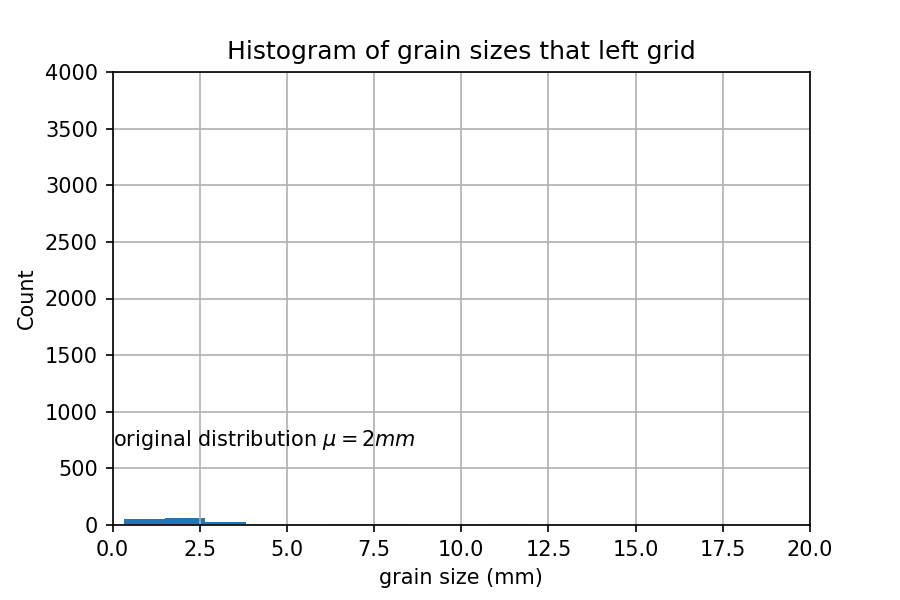 Histogram of grain sizes that left grid
4000
3500
3000
2500
2000
1500
1000
500
0
Count
original distribution μ = 2mm
0.0 2.5 5.0 7.5 10.0 12.5 15.0 17.5 20.0
grain size (mm)